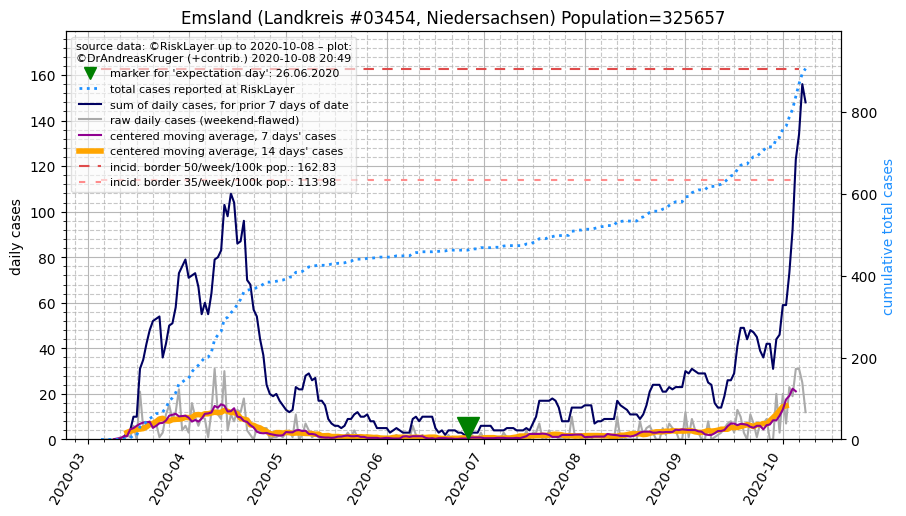 Emsland (Landkreis #03454, Niedersachsen) Population=325657
source data: ©RiskLayer up to 2020-10-08 – plot:
©DrAndreasKruger (+contrib.) 2020-10-08 20:49
marker for 'expectation day': 26.06.2020
total cases reported at RiskLayer
sum of daily cases, for prior 7 days of date
raw daily cases (weekend-flawed)
centered moving average, 7 days' cases
centered moving average, 14 days' cases
incid. border 50/week/100k pop.: 162.83
incid. border 35/week/100k pop.: 113.98
daily cases
160
140
120
100
80
60
40
20
0
cumulative total cases
800
600
400
200
0
2020-03
2020-04
2020-05
2020-06
2020-07
2020-08
2020-09
2020-10